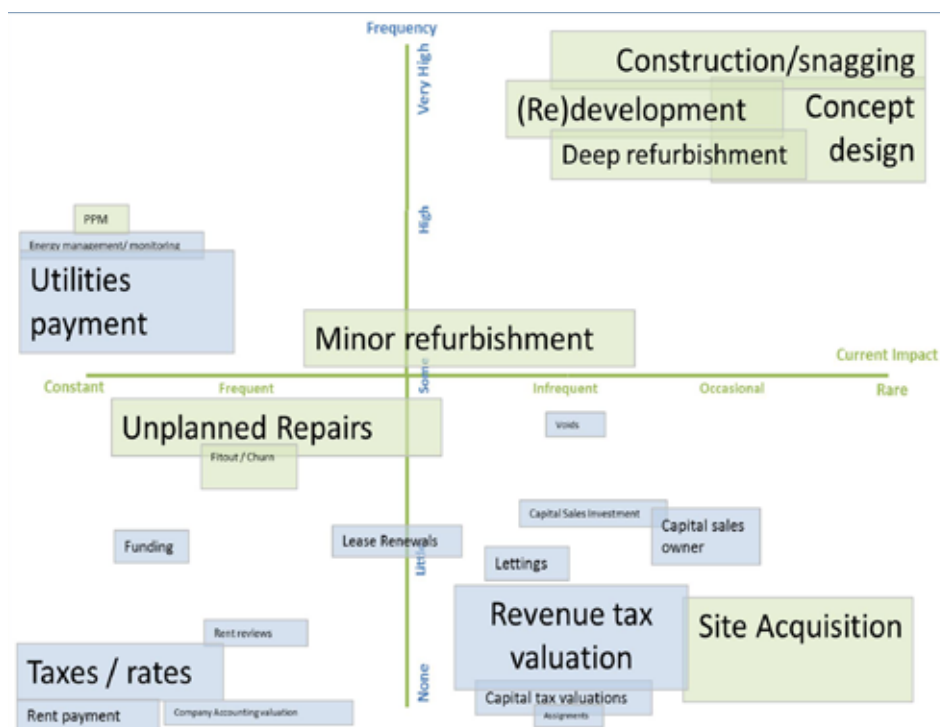 Frequency
Very High
Construction/snagging
(Re)development
Concept
design
Deep refurbishment
High
PPM
Energy management/ monitoring
Utilities
payment
Minor refurbishment
Current Impact
Some
Constant
Frequent
Infrequent
Occasional
Rare
Unplanned Repairs
Voids
Fitout / Churn
Capital Sales Investment
Capital sales
owner
Funding
Lease Renewals
Little
Lettings
Revenue tax
valuation
Site Acquisition
Rent reviews
Taxes / rates
None
Capital tax valuations
Rent payment
Company Accounting valuation
Assignments